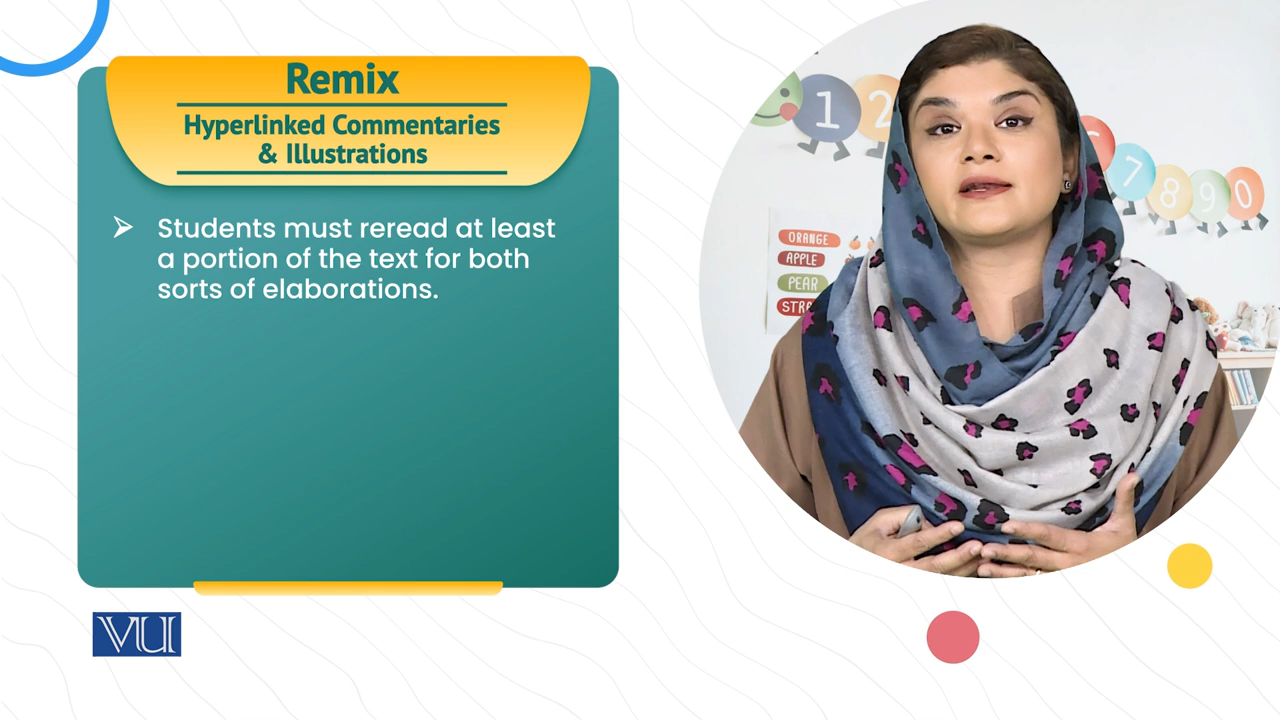 Remix
Hyperlinked Commentaries
& Illustrations
Students must reread at least
a portion of the text for both
sorts of elaborations.
VU
1 2
6 7 8 9 0
ORANGE
APPLE
PEAR